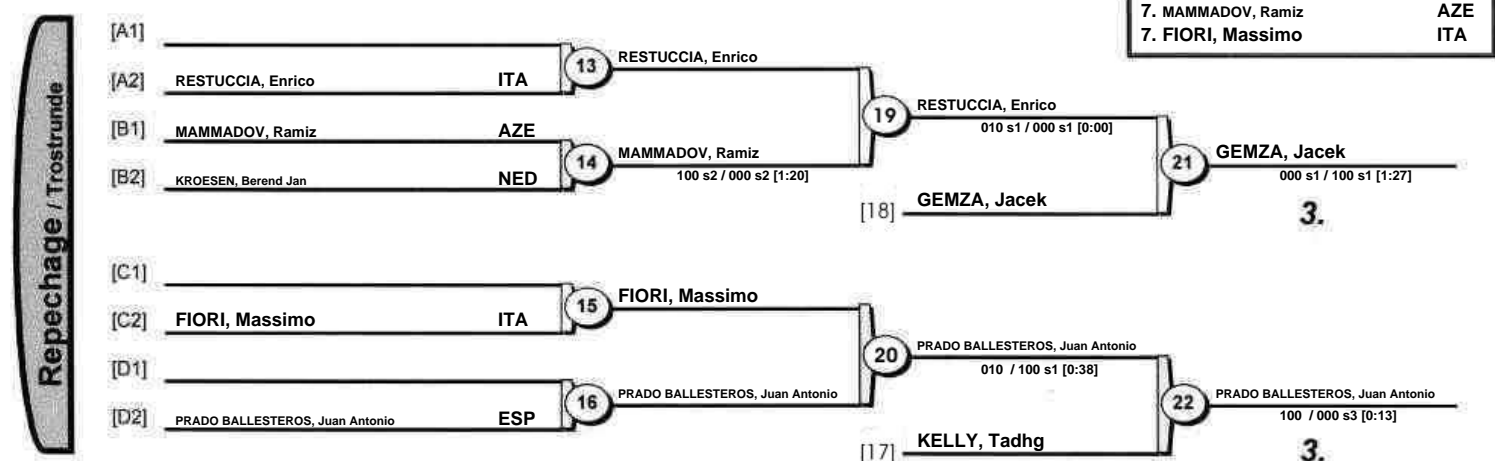 7. MAMMADOV, Ramiz AZE
7. FIORI, Massimo ITA
Repechage / Trostrunde
[A1]
[A2] RESTUCCIA, Enrico ITA
13 RESTUCCIA, Enrico
[B1] MAMMADOV, Ramiz AZE
[B2] KROESEN, Berend Jan NED
14 MAMMADOV, Ramiz
100 s2 / 000 s2 [1:20]
19 RESTUCCIA, Enrico
010 s1 / 000 s1 [0:00]
[18] GEMZA, Jacek
21 GEMZA, Jacek
000 s1 / 100 s1 [1:27]
3.
[C1]
[C2] FIORI, Massimo ITA
15 FIORI, Massimo
[D1]
[D2] PRADO BALLESTEROS, Juan Antonio ESP
16 PRADO BALLESTEROS, Juan Antonio
20 PRADO BALLESTEROS, Juan Antonio
010 / 100 s1 [0:38]
[17] KELLY, Tadhg
22 PRADO BALLESTEROS, Juan Antonio
100 / 000 s3 [0:13]
3.